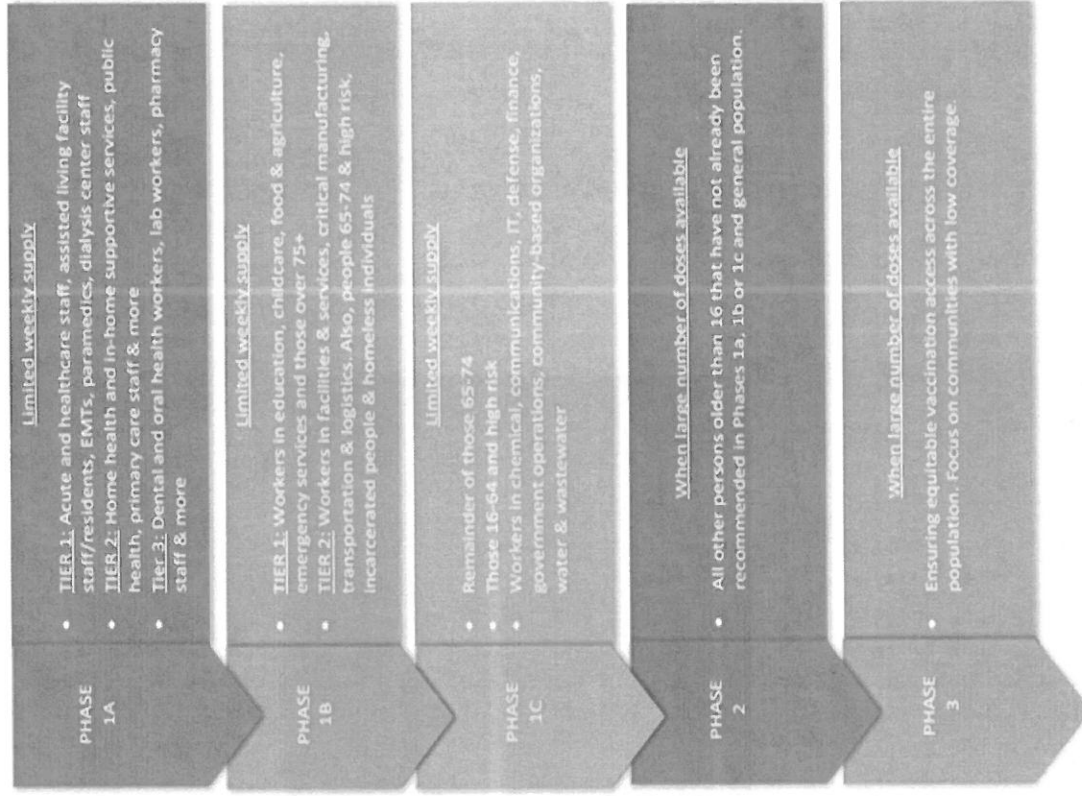 PHASE
1A
Limited weekly supply
• TIER 1: Acute and healthcare staff, assisted living facility
staff/residents, EMTs, paramedics, dialysis center staff
• TIER 2: Home health and in-home supportive services, public
health, primary care staff & more
• Tier 3: Dental and oral health workers, lab workers, pharmacy
staff & more
PHASE
1B
Limited weekly supply
• TIER 1: Workers in education, childcare, food & agriculture,
emergency services and those over 75+
• TIER 2: Workers in facilities & services, critical manufacturing,
transportation & logistics. Also, people 65-74 & high risk,
incarcerated people & homeless individuals
PHASE
1C
Limited weekly supply
• Remainder of those 65-74
• Those 16-64 and high risk
• Workers in chemical, communications, IT, defense, finance,
government operations, community-based organizations,
water & wastewater
PHASE
2
When large number of doses available
• All other persons older than 16 that have not already been
recommended in Phases 1a, 1b or 1c and general population.
PHASE
3
When large number of doses available
• Ensuring equitable vaccination access across the entire
population. Focus on communities with low coverage.